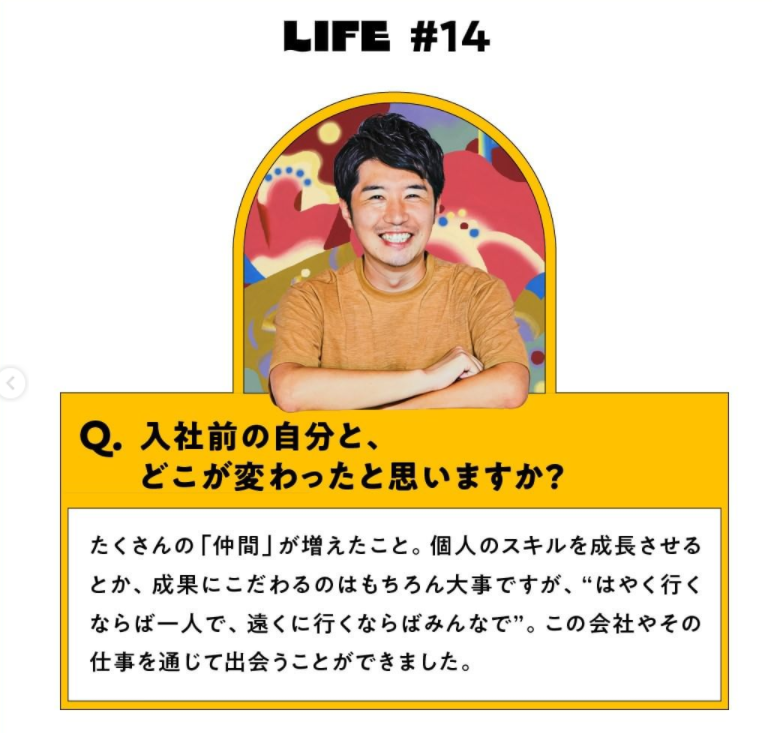 LIFE #14
Q. 入社前の自分と、
どこが変わったと思いますか?
たくさんの「仲間」が増えたこと。個人のスキルを成長させる
とか、成果にこだわるのはもちろん大事ですが、“はやく行く
ならば一人で、遠くに行くならばみんなで”。この会社やその
仕事を通じて出会うことができました。